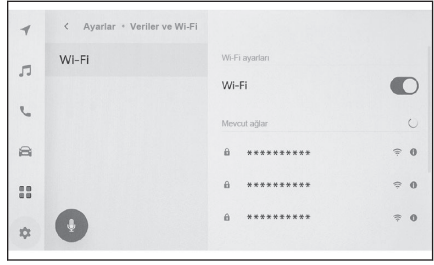 Ayarlar • Veriler ve Wi-Fi
Wi-Fi
Wi-Fi ayarları
Wi-Fi
Mevcut ağlar
**********
**********
**********